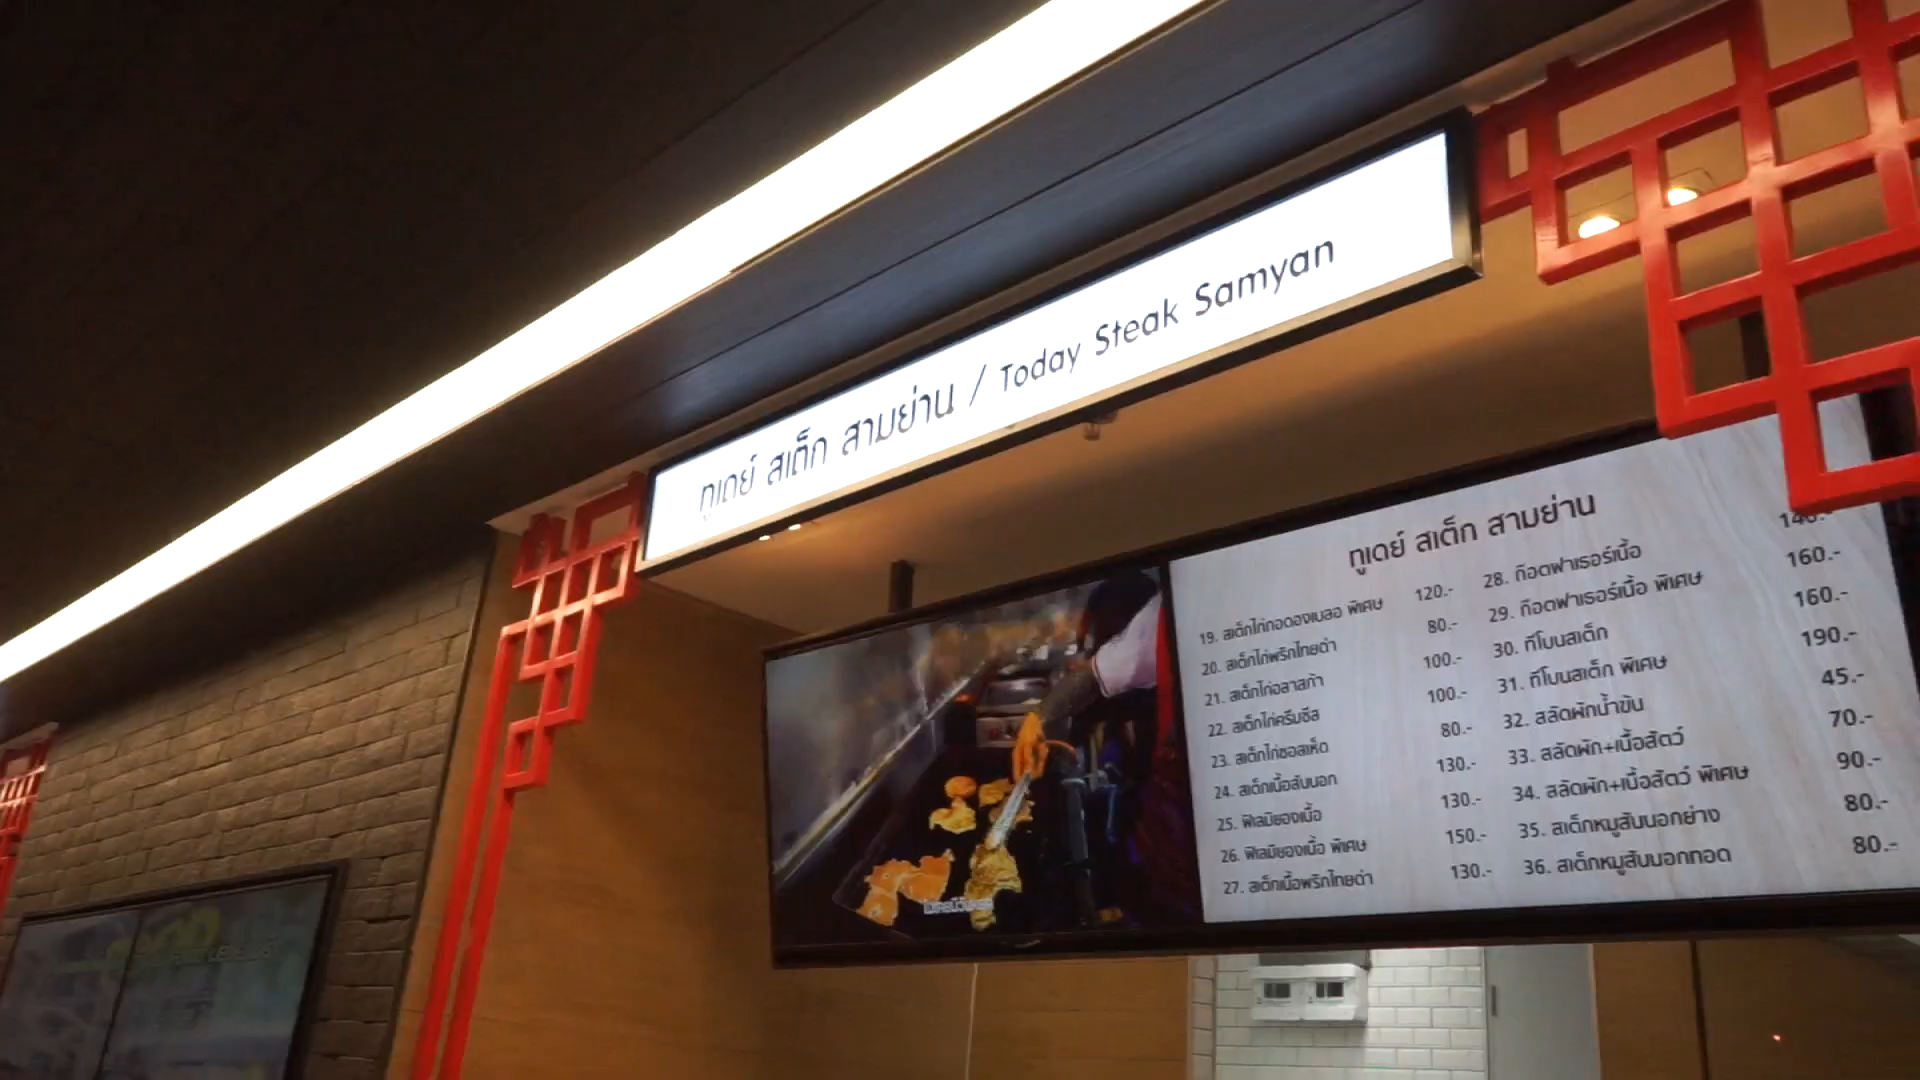 ทูเดย์ สเต็ก สามย่าน / Today Steak Samyan
ทูเดย์ สเต็ก สามย่าน
19. สเต็กไก่กอดองเบลอ พิเศษ 120.-
20. สเต็กไก่พริกไทยดำ 80.-
21. สเต็กไก่อลาสก้า 100.-
22. สเต็กไก่ครีมชีส 100.-
23. สเต็กไก่ซอสเห็ด 80.-
24. สเต็กเนื้อสันนอก 130.-
25. ฟิเลมิยองเนื้อ 130.-
26. ฟิเลมิยองเนื้อ พิเศษ 150.-
27. สเต็กเนื้อพริกไทยดำ 130.-
28. ก๊อดฟาเธอร์เนื้อ 140.-
29. ก๊อดฟาเธอร์เนื้อ พิเศษ 160.-
30. ทีโบนสเต็ก 160.-
31. ทีโบนสเต็ก พิเศษ 190.-
32. สลัดผักน้ำข้น 45.-
33. สลัดผัก+เนื้อสัตว์ 70.-
34. สลัดผัก+เนื้อสัตว์ พิเศษ 90.-
35. สเต็กหมูสันนอกย่าง 80.-
36. สเต็กหมูสันนอกทอด 80.-